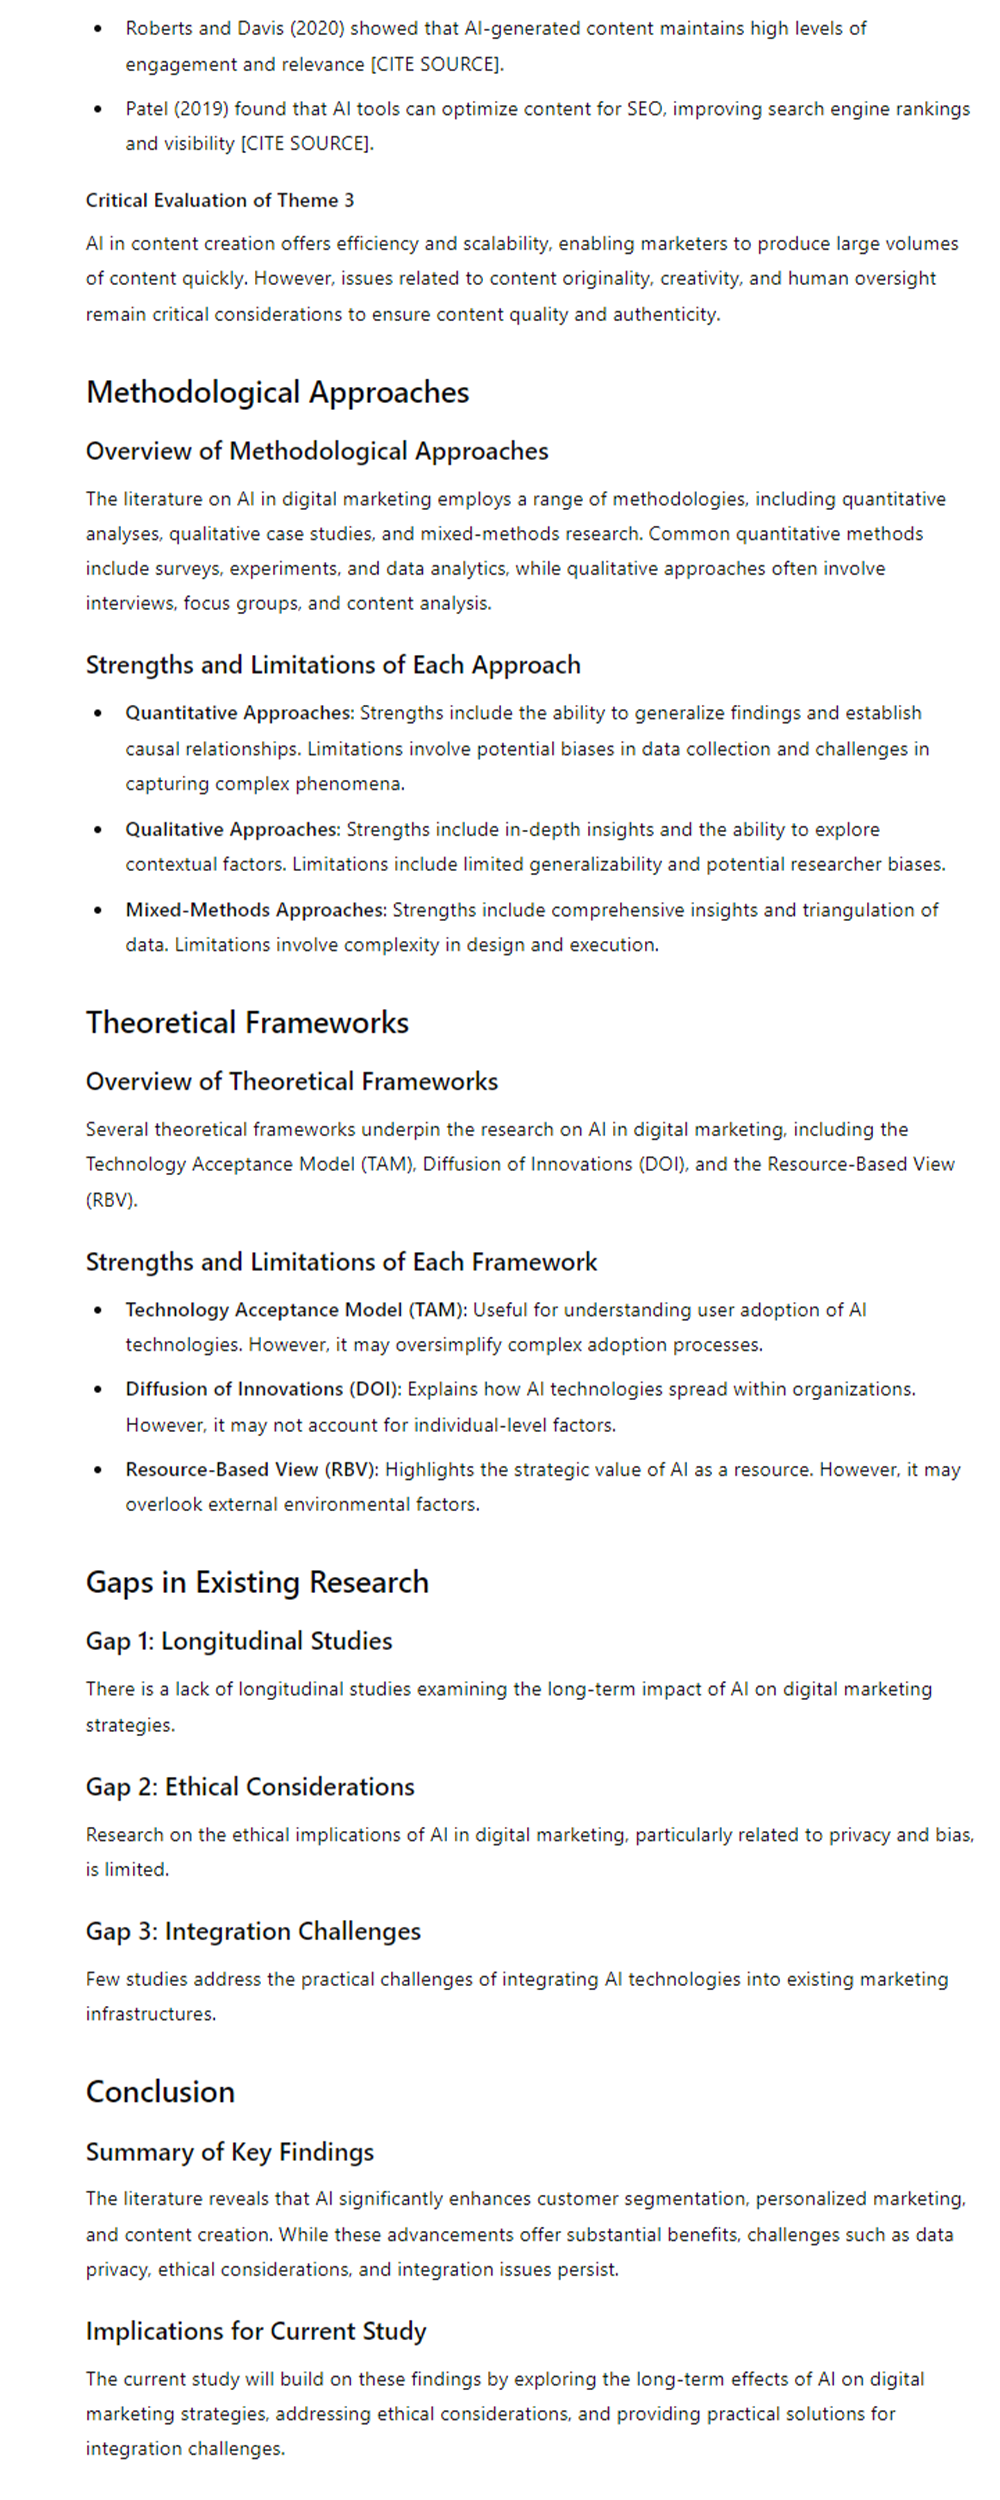 • Roberts and Davis (2020) showed that AI-generated content maintains high levels of
engagement and relevance [CITE SOURCE].
• Patel (2019) found that AI tools can optimize content for SEO, improving search engine rankings
and visibility [CITE SOURCE].
Critical Evaluation of Theme 3
AI in content creation offers efficiency and scalability, enabling marketers to produce large volumes
of content quickly. However, issues related to content originality, creativity, and human oversight
remain critical considerations to ensure content quality and authenticity.
Methodological Approaches
Overview of Methodological Approaches
The literature on AI in digital marketing employs a range of methodologies, including quantitative
analyses, qualitative case studies, and mixed-methods research. Common quantitative methods
include surveys, experiments, and data analytics, while qualitative approaches often involve
interviews, focus groups, and content analysis.
Strengths and Limitations of Each Approach
• Quantitative Approaches: Strengths include the ability to generalize findings and establish
causal relationships. Limitations involve potential biases in data collection and challenges in
capturing complex phenomena.
• Qualitative Approaches: Strengths include in-depth insights and the ability to explore
contextual factors. Limitations include limited generalizability and potential researcher biases.
• Mixed-Methods Approaches: Strengths include comprehensive insights and triangulation of
data. Limitations involve complexity in design and execution.
Theoretical Frameworks
Overview of Theoretical Frameworks
Several theoretical frameworks underpin the research on AI in digital marketing, including the
Technology Acceptance Model (TAM), Diffusion of Innovations (DOI), and the Resource-Based View
(RBV).
Strengths and Limitations of Each Framework
• Technology Acceptance Model (TAM): Useful for understanding user adoption of AI
technologies. However, it may oversimplify complex adoption processes.
• Diffusion of Innovations (DOI): Explains how AI technologies spread within organizations.
However, it may not account for individual-level factors.
• Resource-Based View (RBV): Highlights the strategic value of AI as a resource. However, it may
overlook external environmental factors.
Gaps in Existing Research
Gap 1: Longitudinal Studies
There is a lack of longitudinal studies examining the long-term impact of AI on digital marketing
strategies.
Gap 2: Ethical Considerations
Research on the ethical implications of AI in digital marketing, particularly related to privacy and bias,
is limited.
Gap 3: Integration Challenges
Few studies address the practical challenges of integrating AI technologies into existing marketing
infrastructures.
Conclusion
Summary of Key Findings
The literature reveals that AI significantly enhances customer segmentation, personalized marketing,
and content creation. While these advancements offer substantial benefits, challenges such as data
privacy, ethical considerations, and integration issues persist.
Implications for Current Study
The current study will build on these findings by exploring the long-term effects of AI on digital
marketing strategies, addressing ethical considerations, and providing practical solutions for
integration challenges.